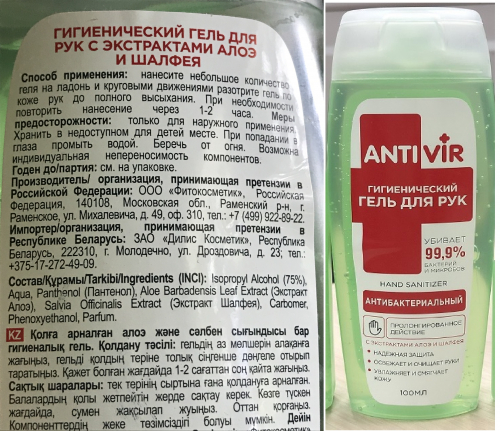 ГИГИЕНИЧЕСКИЙ ГЕЛЬ ДЛЯ
РУК С ЭКСТРАКТАМИ АЛОЭ
И ШАЛФЕЯ
Способ применения: нанесите небольшое количество
геля на ладонь и круговыми движениями разотрите гель по
коже рук до полного высыхания. При необходимости
повторить нанесение через 1-2 часа. Меры
предосторожности: только для наружного применения.
Хранить в недоступном для детей месте. При попадании в
глаза промыть водой. Беречь от огня. Возможна
индивидуальная непереносимость компонентов.
Годен до/партия: см. на упаковке.
Производитель/ организация, принимающая претензии в
Российской Федерации: ООО «Фитокосметик», Российская
Федерация, 140108, Московская обл., Раменский р-н, г.
Раменское, ул. Михалевича, д. 49, оф. 310, тел.: +7 (499) 922-89-22.
Импортер/организация, принимающая претензии в
Республике Беларусь: ЗАО «Дилис Косметик», Республика
Беларусь, 222310, г. Молодечно, ул. Дроздовича, д. 23; тел.:
+375-17-272-49-09.
Состав/Құрамы/Tarkibi/Ingredients (INCI): Isopropyl Alcohol (75%),
Aqua, Panthenol (Пантенол), Aloe Barbadensis Leaf Extract (Экстракт
Алоэ), Salvia Officinalis Extract (Экстракт Шалфея), Carbomer,
Phenoxyethanol, Parfum.
KZ Қолға арналған алоэ және сәлбен сығындысы бар
гигиеналық гель. Қолдану тәсілі: гельдің аз мөлшерін алақанға
жағыңыз, гельді қолдың теріне толық сіңгенше дөңгеле отырып
таратыңыз. Қажет болған жағдайда 1-2 сағаттан соң қайта жағыңыз.
Сақтық шаралары: тек терінің сыртына ғана қолдануға арналған.
Балалардың қолы жетпейтін жерде сақтау керек. Көзге түскен
жағдайда, сумен жақсылап жуыңыз. Оттан қорғаңыз.
Компоненттердің жеке төзімсіздігі болуы мүмкін. Дейін
ANTIVIR
ГИГИЕНИЧЕСКИЙ
ГЕЛЬ ДЛЯ РУК
УБИВАЕТ
99,9%
БАКТЕРИЙ
И МИКРОБОВ
HAND SANITIZER
АНТИБАКТЕРИАЛЬНЫЙ
ПРОЛОНГИРОВАННОЕ
ДЕЙСТВИЕ
С ЭКСТРАКТАМИ АЛОЭ И ШАЛФЕЯ
НАДЕЖНАЯ ЗАЩИТА
ОСВЕЖАЕТ И ОЧИЩАЕТ РУКИ
УВЛАЖНЯЕТ И СМЯГЧАЕТ
КОЖУ
100МЛ